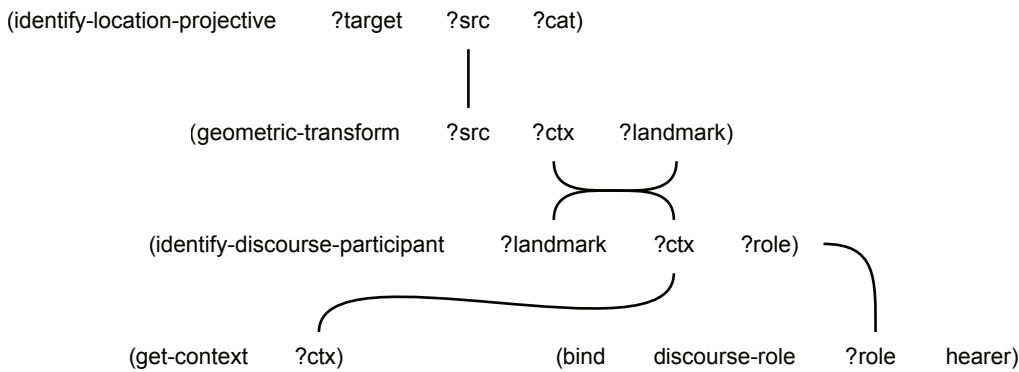 (identify-location-projective ?target ?src ?cat)
(geometric-transform ?src ?ctx ?landmark)
(identify-discourse-participant ?landmark ?ctx ?role)
(get-context ?ctx) (bind discourse-role ?role hearer)